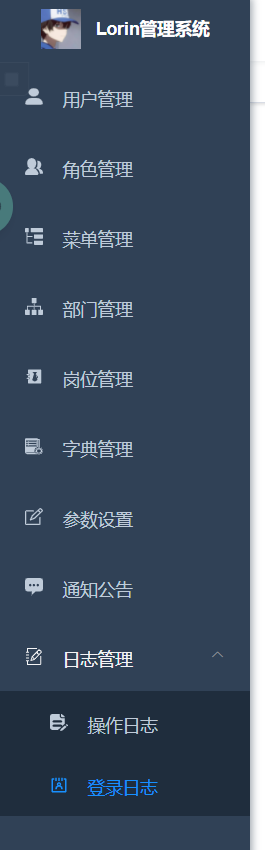 Lorin管理系统
用户管理
角色管理
菜单管理
部门管理
岗位管理
字典管理
参数设置
通知公告
日志管理
操作日志
登录日志